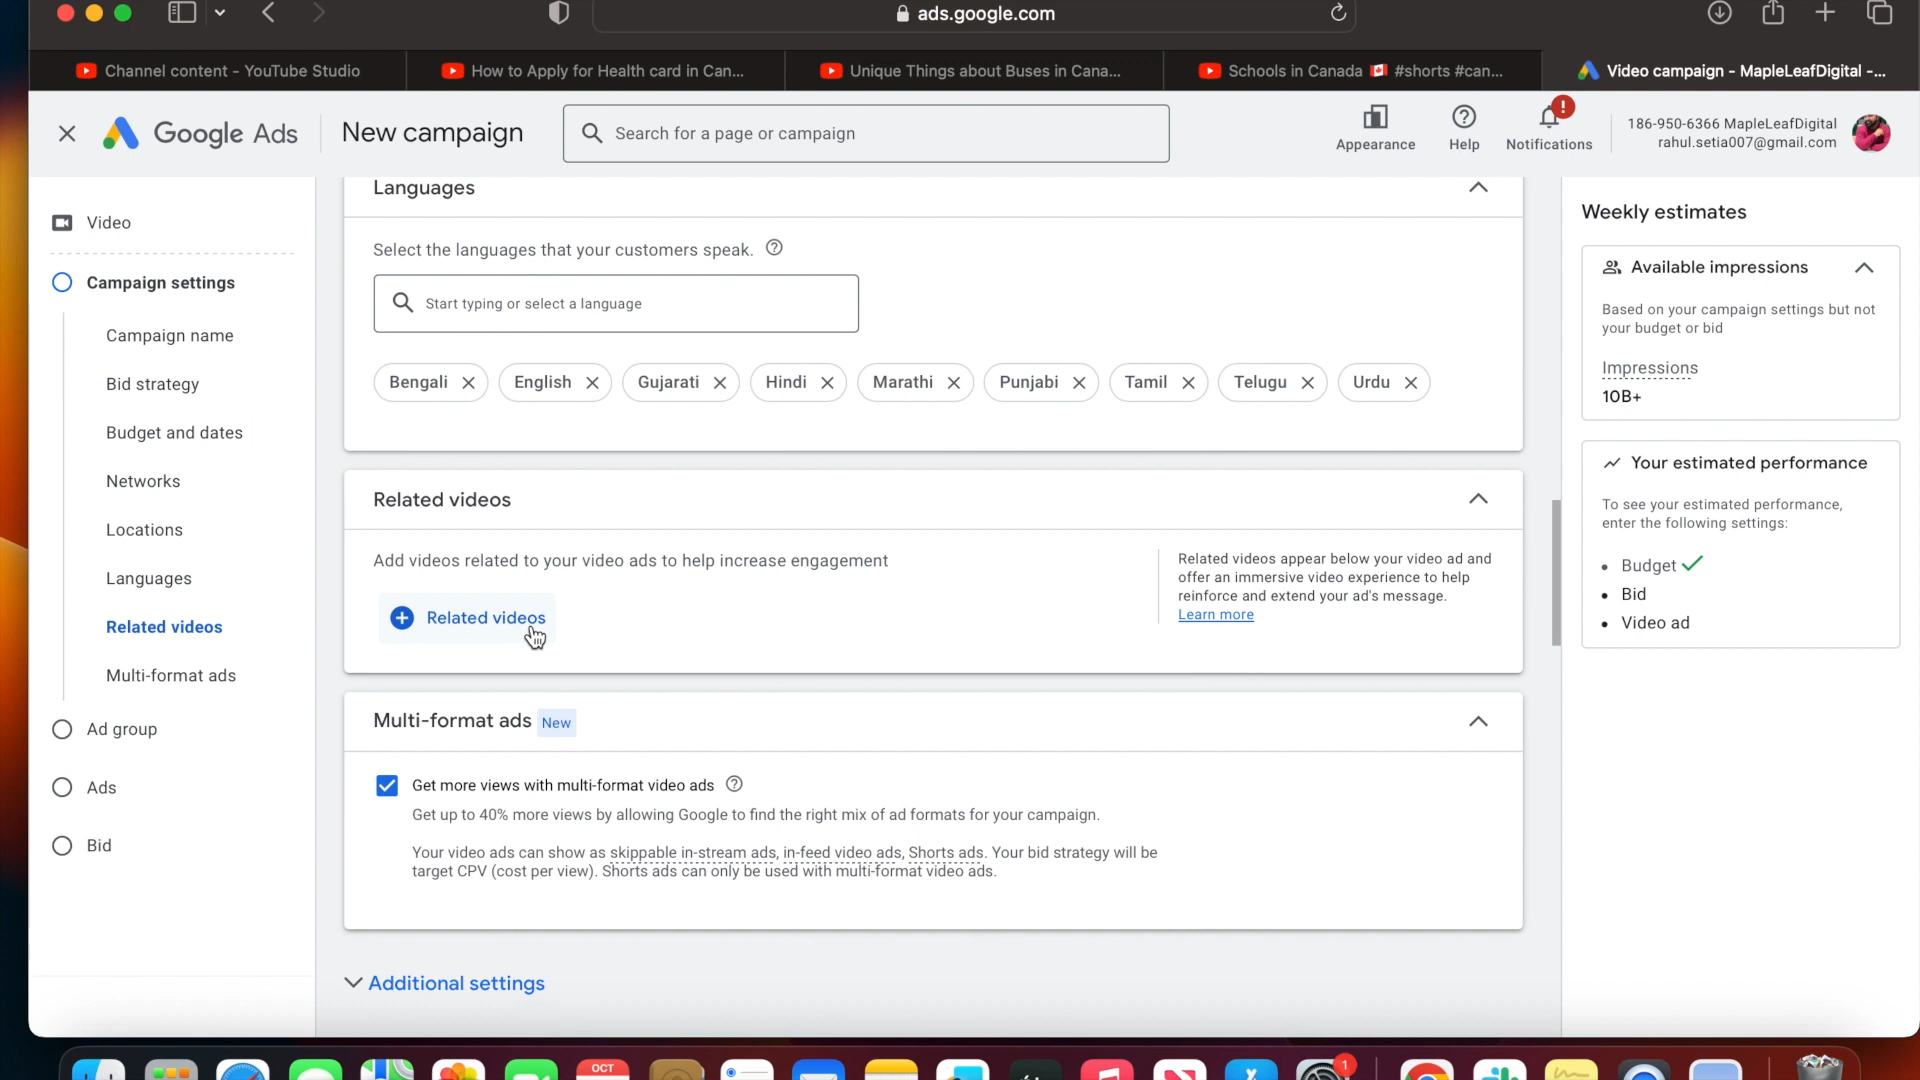 ads.google.com
Channel content - YouTube Studio
How to Apply for Health card in Can...
Unique Things about Buses in Cana...
Schools in Canada 🇨🇦 #shorts #can...
Video campaign - MapleLeafDigital -...
Google Ads
New campaign
Search for a page or campaign
Appearance
Help
!
Notifications
186-950-6366 MapleLeafDigital
rahul.setia007@gmail.com
Video
Campaign settings
Campaign name
Bid strategy
Budget and dates
Networks
Locations
Languages
Related videos
Multi-format ads
Ad group
Ads
Bid
Languages
Select the languages that your customers speak.
Start typing or select a language
Bengali
English
Gujarati
Hindi
Marathi
Punjabi
Tamil
Telugu
Urdu
Related videos
Add videos related to your video ads to help increase engagement
Related videos
Related videos appear below your video ad and
offer an immersive video experience to help
reinforce and extend your ad's message.
Learn more
Multi-format ads New
Get more views with multi-format video ads
Get up to 40% more views by allowing Google to find the right mix of ad formats for your campaign.
Your video ads can show as skippable in-stream ads, in-feed video ads, Shorts ads. Your bid strategy will be
target CPV (cost per view). Shorts ads can only be used with multi-format video ads.
Additional settings
Weekly estimates
Available impressions
Based on your campaign settings but not
your budget or bid
Impressions
10B+
Your estimated performance
To see your estimated performance,
enter the following settings:
Budget
Bid
Video ad
OCT
1